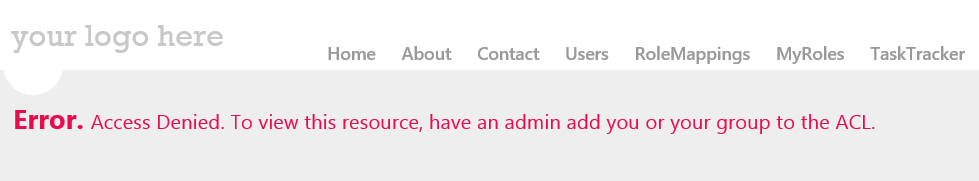 your logo here
Home About Contact Users RoleMappings MyRoles TaskTracker
Error. Access Denied. To view this resource, have an admin add you or your group to the ACL.